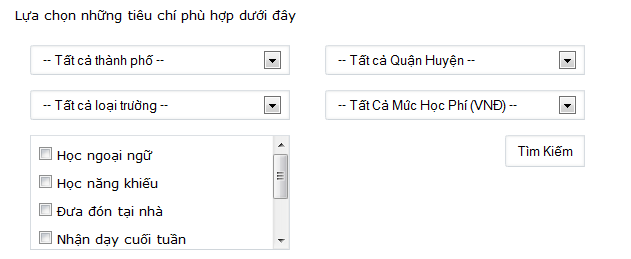 Lựa chọn những tiêu chí phù hợp dưới đây
-- Tất cả thành phố --
-- Tất cả Quận Huyện --
-- Tất cả loại trường --
-- Tất Cả Mức Học Phí (VNĐ) --
Học ngoại ngữ
Học năng khiếu
Đưa đón tại nhà
Nhận dạy cuối tuần
Tìm Kiếm